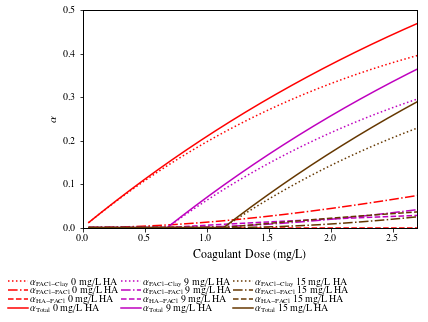 0.5
0.4
0.3
0.2
0.1
0.0
α
0.0 0.5 1.0 1.5 2.0 2.5
Coagulant Dose (mg/L)
αPACl−Clay 0 mg/L HA αPACl−Clay 9 mg/L HA αPACl−Clay 15 mg/L HA
αPACl−PACl 0 mg/L HA αPACl−PACl 9 mg/L HA αPACl−PACl 15 mg/L HA
αHA−PACl 0 mg/L HA αHA−PACl 9 mg/L HA αHA−PACl 15 mg/L HA
αTotal 0 mg/L HA αTotal 9 mg/L HA αTotal 15 mg/L HA